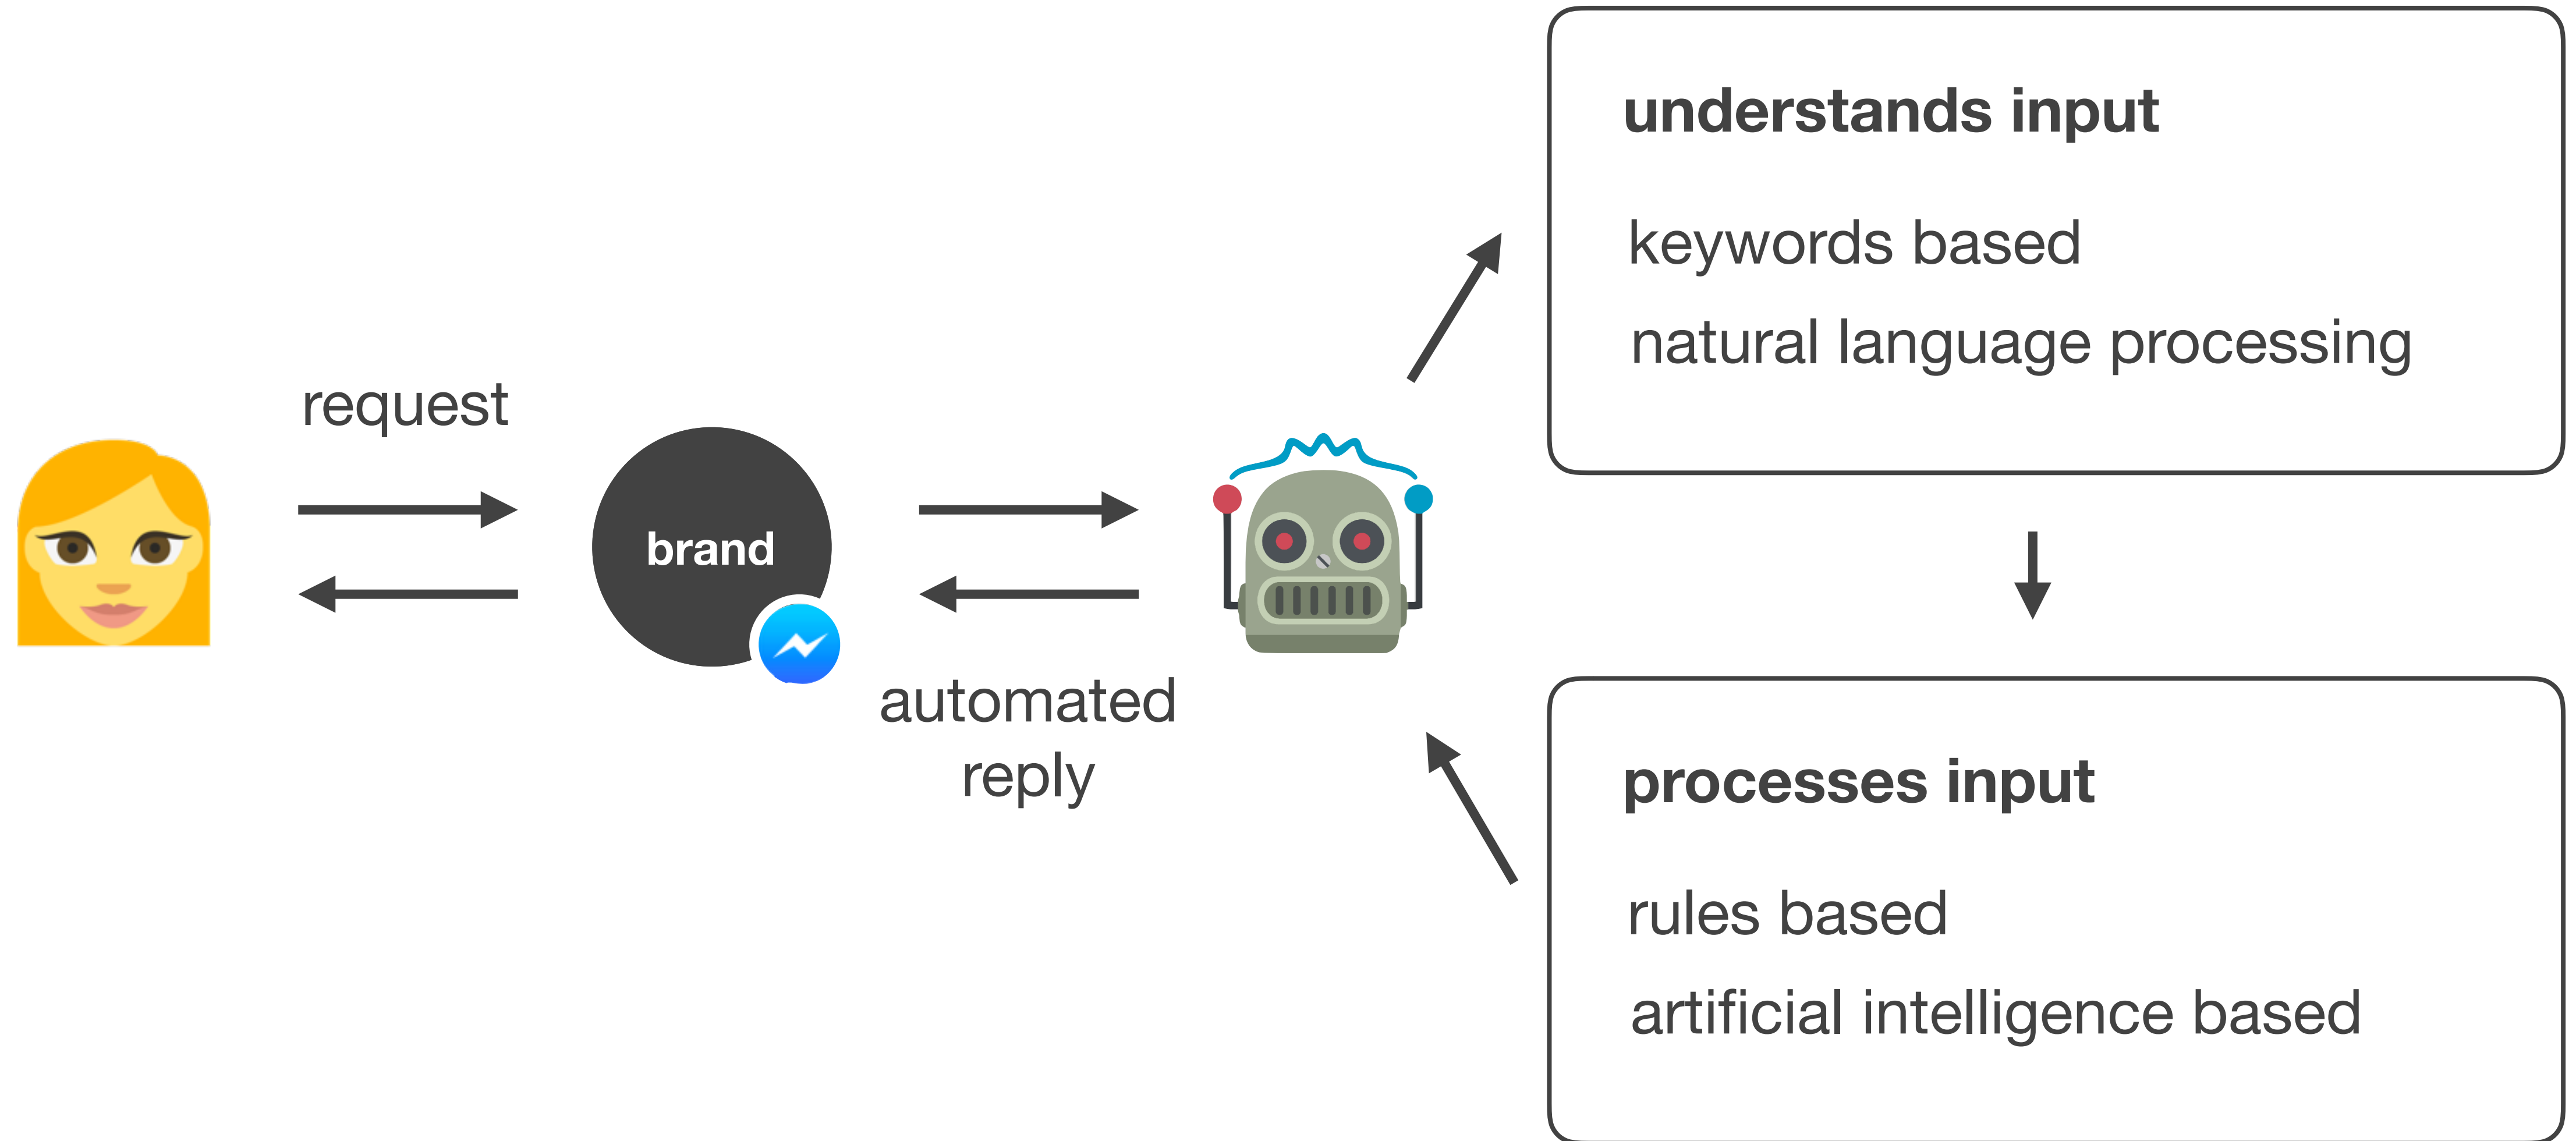 request
brand
automated
reply
understands input
keywords based
natural language processing
processes input
rules based
artificial intelligence based